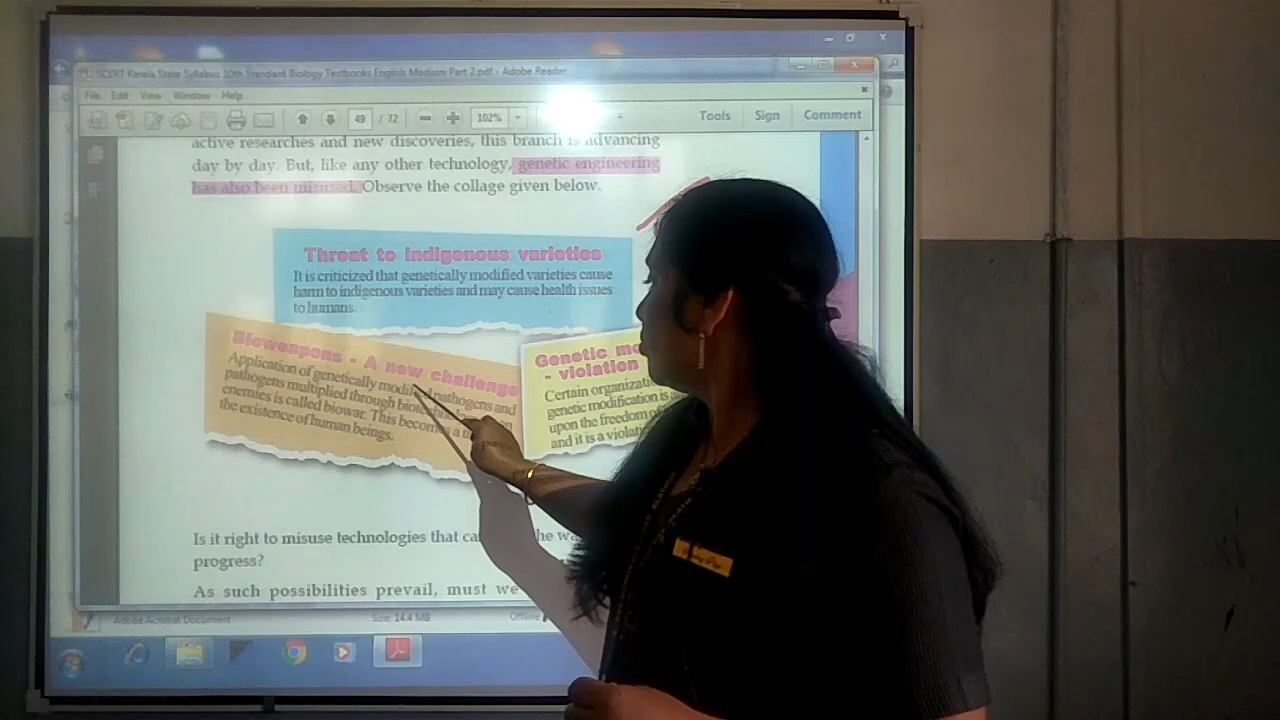 SCERT Kerala State Syllabus 10th Standard Biology Textbooks English Medium Part 2.pdf - Adobe Reader
File Edit View Window Help
49 / 72 102% Tools Sign Comment
active researches and new discoveries, this branch is advancing
day by day. But, like any other technology, genetic engineering
has also been misused. Observe the collage given below.
Threat to indigenous varieties
It is criticized that genetically modified varieties cause
harm to indigenous varieties and may cause health issues
to humans.
Bioweapons - A new challenge
Application of genetically modified pathogens and
pathogens multiplied through
enemies is called biowar. This becomes a
the existence of human beings.
Genetic
- violation
Certain
genetic modification is
upon the freedom of
and it is a
Is it right to misuse technologies that
progress?
As such possibilities prevail, must we
Adobe Acrobat Document Size: 14.4 MB